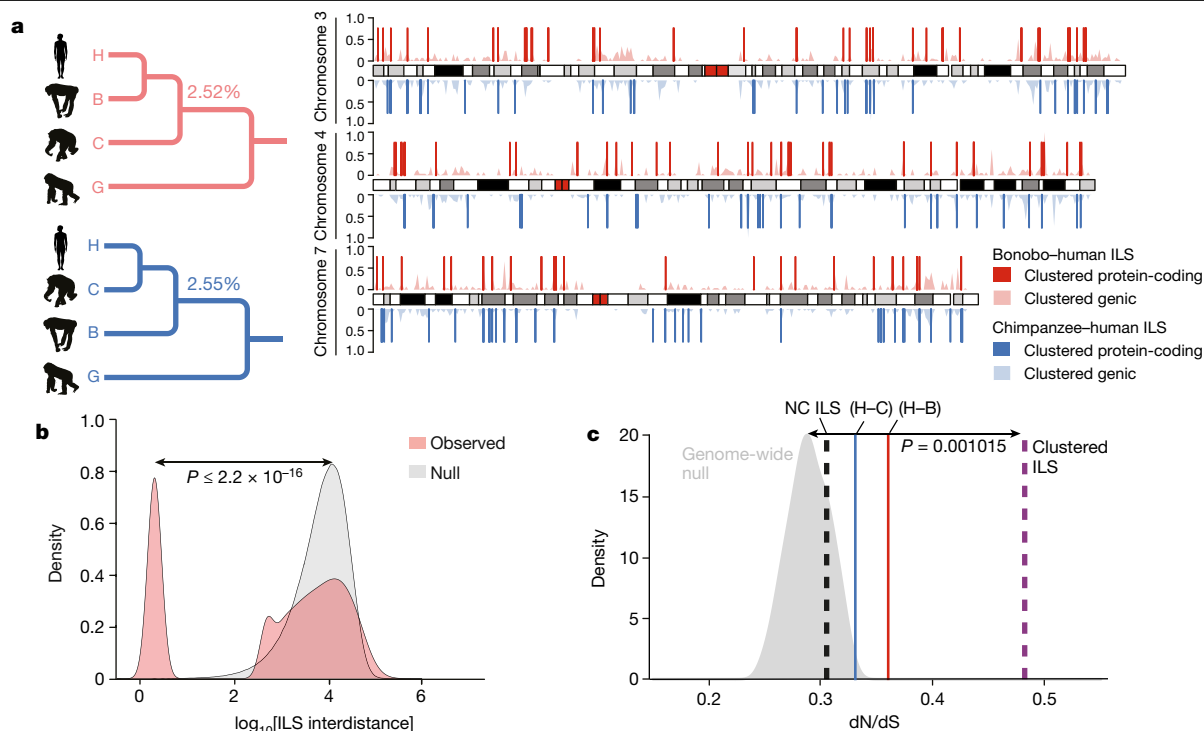 a
H
B
C
G
2.52%
H
C
B
G
2.55%
Chromosome 3
1.0
0.5
0
0
0.5
1.0
Chromosome 4
1.0
0.5
0
0
0.5
1.0
Chromosome 7
1.0
0.5
0
0
0.5
1.0
Bonobo–human ILS
Clustered protein-coding
Clustered genic
Chimpanzee–human ILS
Clustered protein-coding
Clustered genic
b
Density
1.0
0.8
0.6
0.4
0.2
0
P ≤ 2.2 × 10⁻¹⁶
Observed
Null
0 2 4 6
log₁₀[ILS interdistance]
c
NC ILS (H–C) (H–B)
Density
20
15
10
5
0
Genome-wide
null
P = 0.001015
Clustered
ILS
0.2 0.3 0.4 0.5
dN/dS